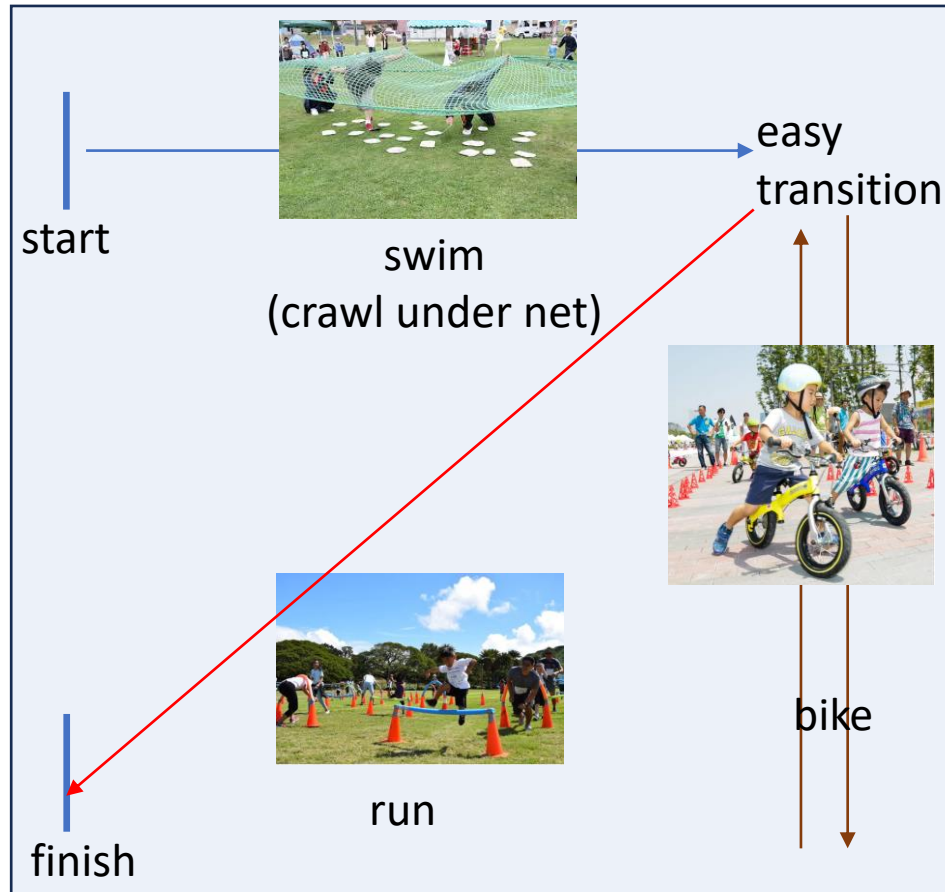 easy
transition
start
swim
(crawl under net)
bike
run
finish